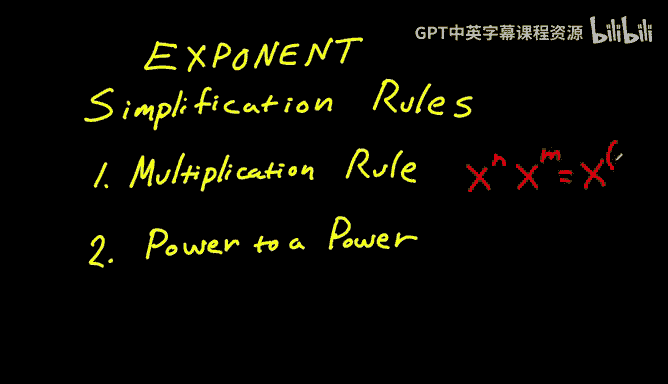 GPT中英字幕课程资源 bilibili
EXPONENT
Simplification Rules
1. Multiplication Rule xⁿ xᵐ = x⁽
2. Power to a Power